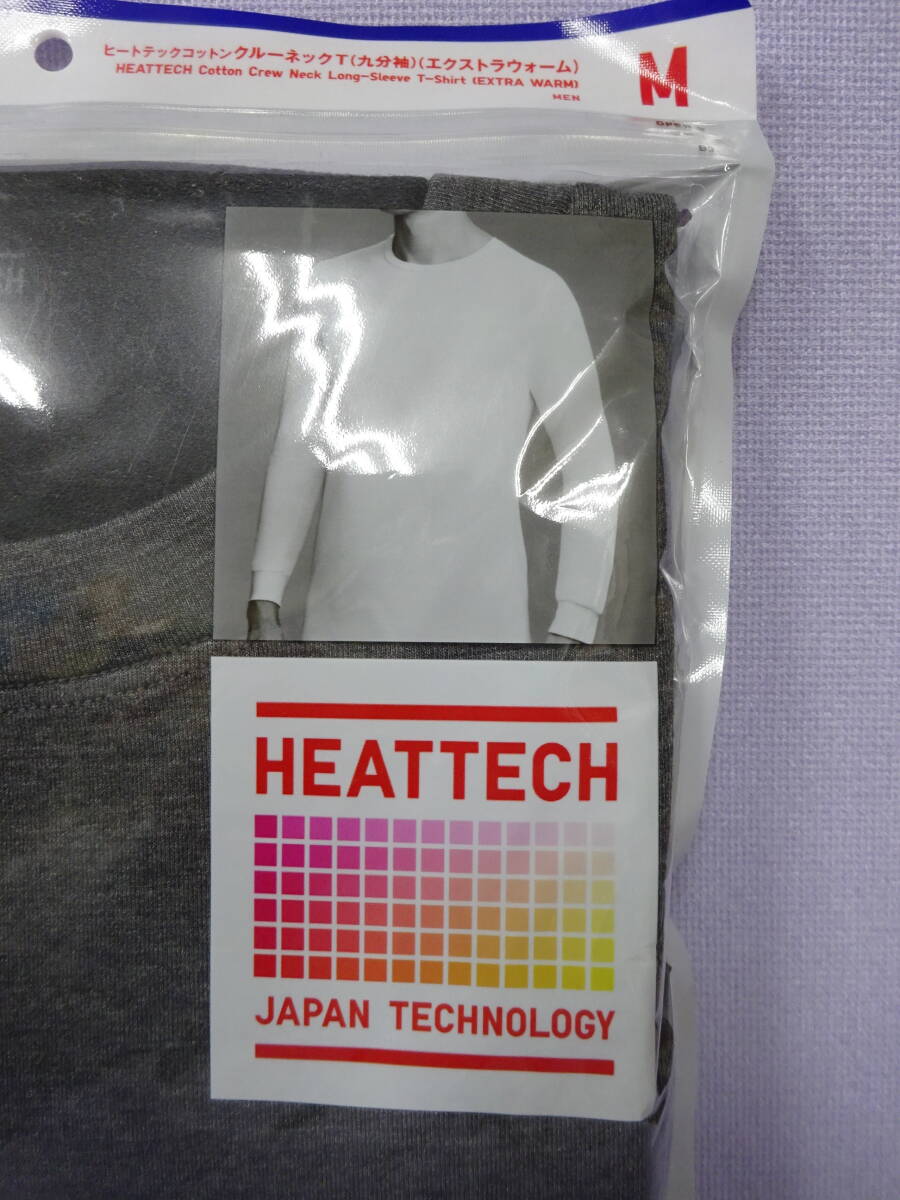 ヒートテックコットンクルーネックT(九分袖)(エクストラウォーム)
HEATTECH Cotton Crew Neck Long-Sleeve T-Shirt (EXTRA WARM)
MEN
M
HEATTECH
JAPAN TECHNOLOGY